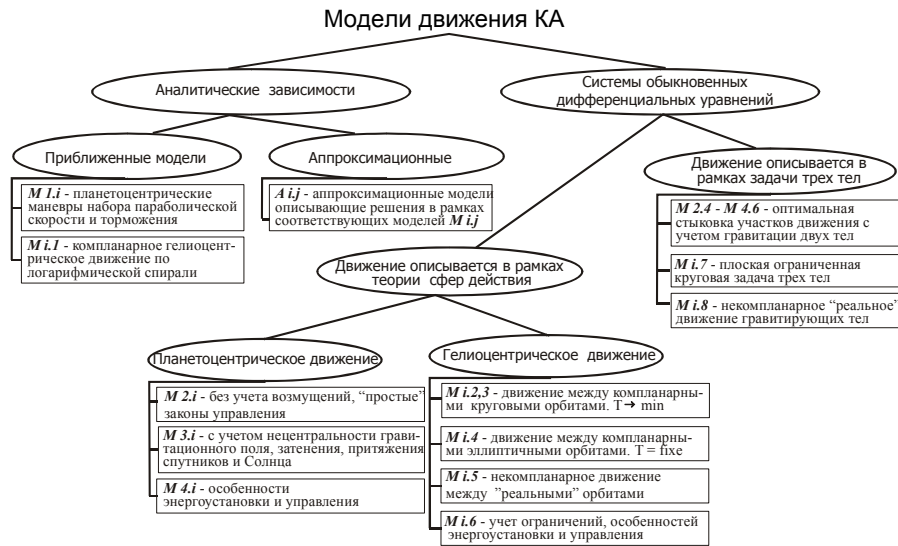 Модели движения КА
Аналитические зависимости
Системы обыкновенных
дифференциальных уравнений
Приближенные модели
М 1.i - планетоцентрические
маневры набора параболической
скорости и торможения
M i.1 - компланарное гелиоцент-
рическое движение по
логарифмической спирали
Аппроксимационные
A i.j - аппроксимационные модели
описывающие решения в рамках
соответствующих моделей M i.j
Движение описывается в
рамках задачи трех тел
М 2.4 - М 4.6 - оптимальная
стыковка участков движения с
учетом гравитации двух тел
M i.7 - плоская ограниченная
круговая задача трех тел
M i.8 - некомпланарное “реальное”
движение гравитирующих тел
Движение описывается в рамках
теории сфер действия
Планетоцентрическое движение
М 2.i - без учета возмущений, “простые”
законы управления
М 3.i - с учетом нецентральности грави-
тационного поля, затенения, притяжения
спутников и Солнца
М 4.i - особенности
энергоустановки и управления
Гелиоцентрическое движение
M i.2,3 - движение между компланарны-
ми круговыми орбитами. T → min
M i.4 - движение между компланарны-
ми эллиптичными орбитами. T = fixe
M i.5 - некомпланарное движение
между ”реальными” орбитами
M i.6 - учет ограничений, особенностей
энергоустановки и управления